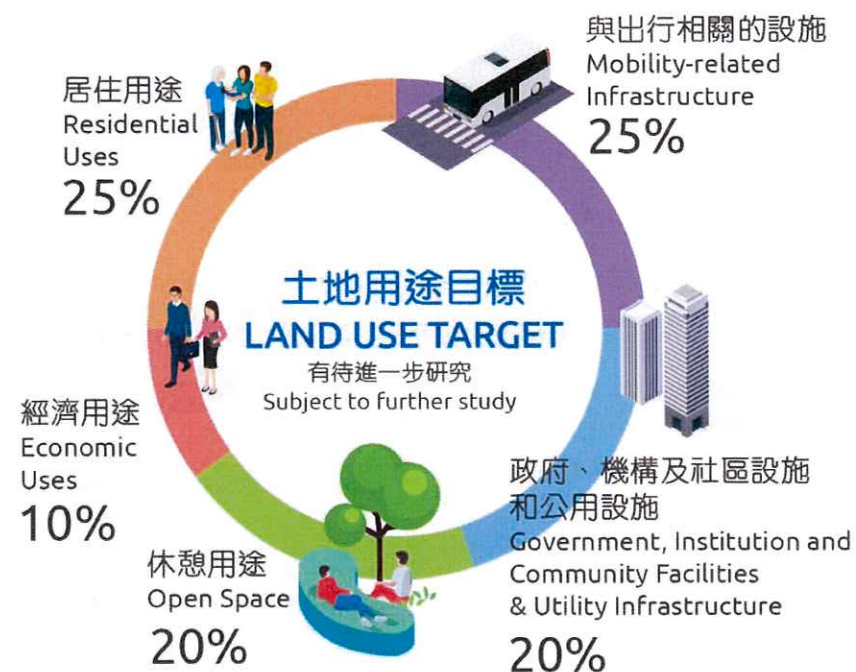 土地用途目標
LAND USE TARGET
有待進一步研究
Subject to further study
與出行相關的設施
Mobility-related
Infrastructure
25%
政府、機構及社區設施
和公用設施
Government, Institution and
Community Facilities
& Utility Infrastructure
20%
休憩用途
Open Space
20%
經濟用途
Economic
Uses
10%
居住用途
Residential
Uses
25%